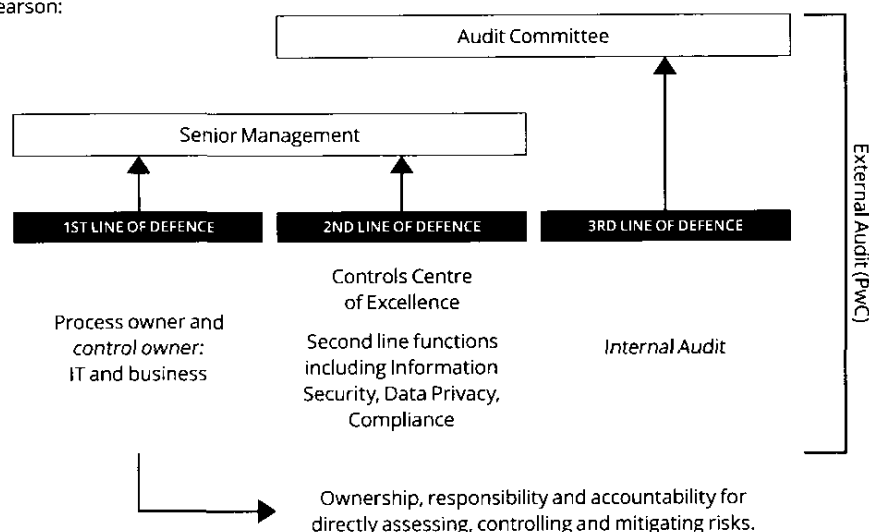 earson:
Audit Committee
Senior Management
1ST LINE OF DEFENCE
2ND LINE OF DEFENCE
3RD LINE OF DEFENCE
Process owner and
control owner:
IT and business
Controls Centre
of Excellence
Second line functions
including Information
Security, Data Privacy,
Compliance
Internal Audit
External Audit (PwC)
Ownership, responsibility and accountability for
directly assessing, controlling and mitigating risks.